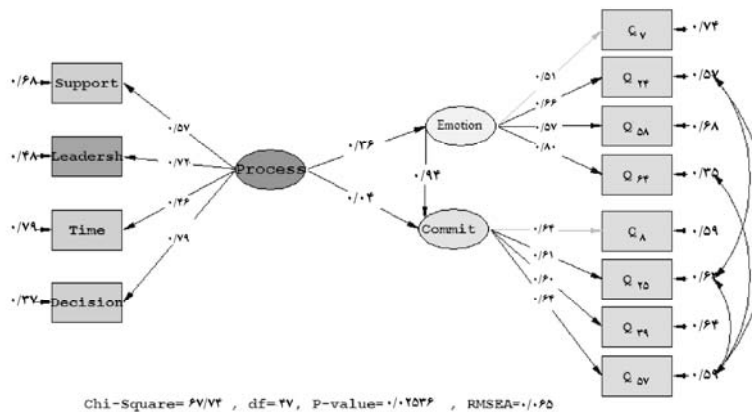 Q ۷
۰/۷۴
۰/۶۸
Support
۰/۵۱
Q ۲۴
۰/۵۷
۰/۵۷
۰/۶۶
Emotion
۰/۵۷
Q ۵۸
۰/۶۸
۰/۴۸
Leadersh
۰/۷۲
Process
۰/۳۶
۰/۸۰
Q ۶۴
۰/۳۵
۰/۹۴
۰/۰۴
۰/۷۹
Time
۰/۴۶
Commit
۰/۶۴
Q ۸
۰/۵۹
۰/۶۱
Q ۲۵
۰/۶۳
۰/۳۷
Decision
۰/۷۹
۰/۶۰
Q ۳۹
۰/۶۴
۰/۶۴
Q ۵۷
۰/۵۹
Chi-Square=۶۷/۷۴ , df=۴۷, P-value=۰/۰۲۵۳۶ , RMSEA=۰/۰۶۵